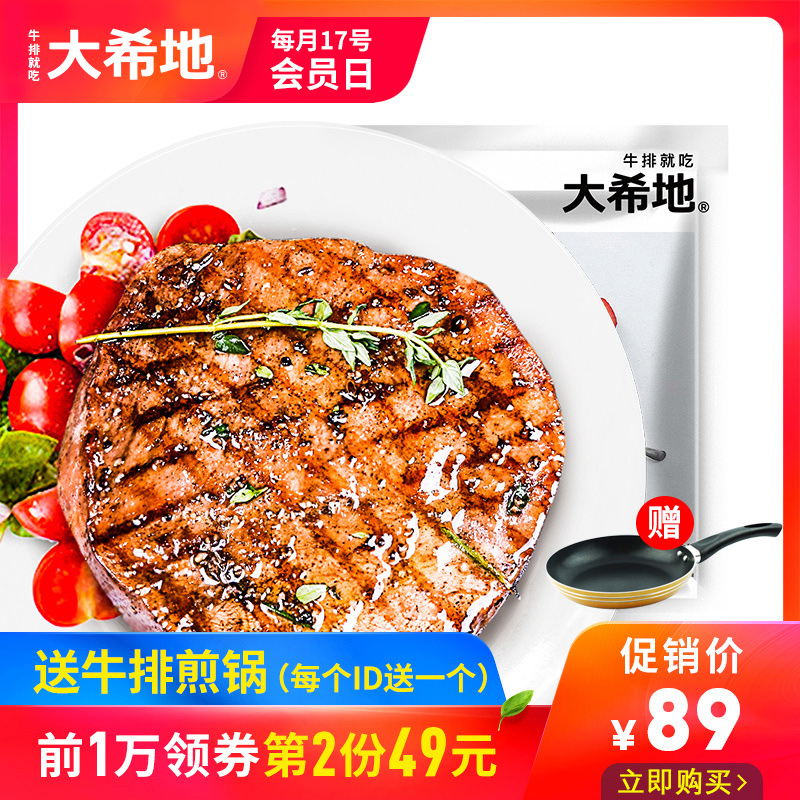 牛排就吃
大希地®
每月17号
会员日
牛排就吃
大希地®
赠
送牛排煎锅（每个ID送一个）
前1万领券第2份49元
促销价
¥89
立即购买>